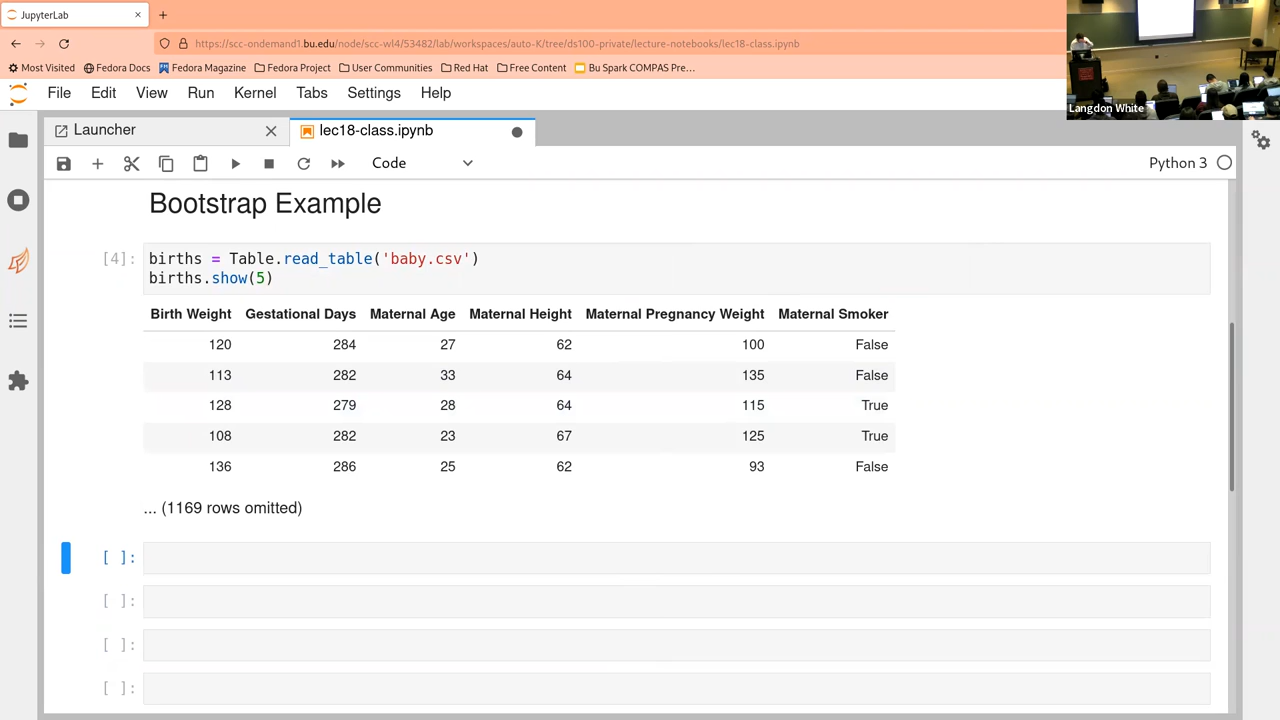 JupyterLab
https://scc-ondemand1.bu.edu/node/scc-wl4/53482/lab/workspaces/auto-K/tree/ds100-private/lecture-notebooks/lec18-class.ipynb
Most Visited Fedora Docs Fedora Magazine Fedora Project User Communities Red Hat Free Content Bu Spark COMPAS Pre…
Langdon White
File Edit View Run Kernel Tabs Settings Help
Launcher lec18-class.ipynb
Code Python 3
Bootstrap Example
[4]: births = Table.read_table('baby.csv')
births.show(5)
Birth Weight Gestational Days Maternal Age Maternal Height Maternal Pregnancy Weight Maternal Smoker
120 284 27 62 100 False
113 282 33 64 135 False
128 279 28 64 115 True
108 282 23 67 125 True
136 286 25 62 93 False
... (1169 rows omitted)
[ ]:
[ ]:
[ ]:
[ ]: